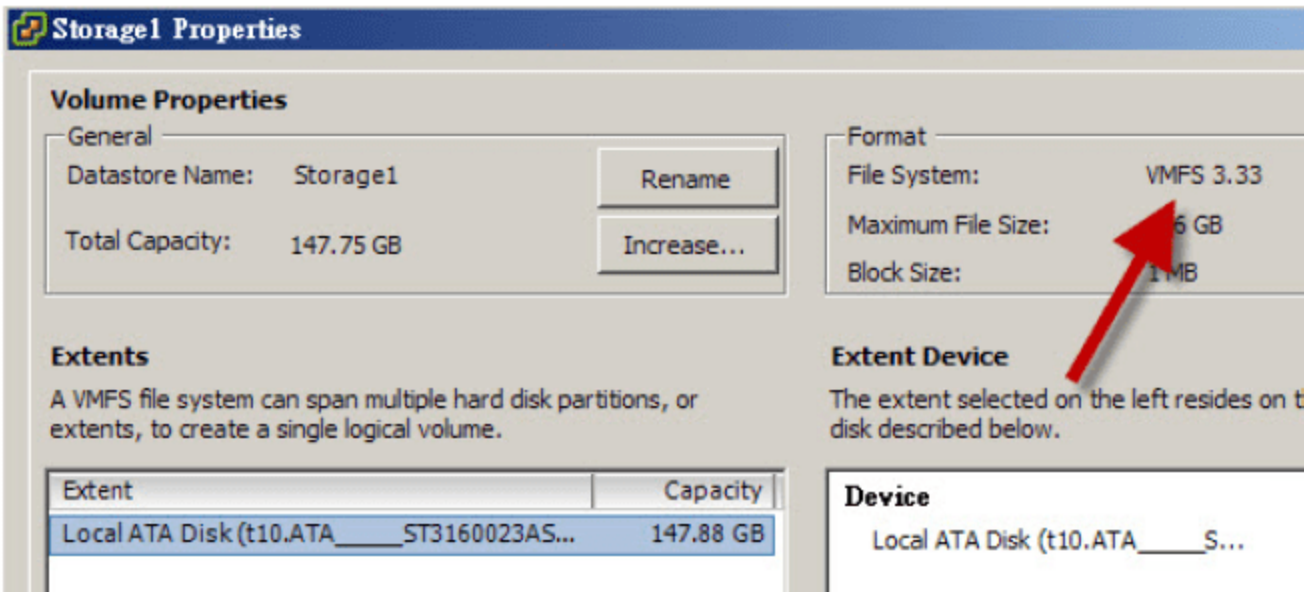 Storage1 Properties
Volume Properties
General
Datastore Name: Storage1
Rename
Total Capacity: 147.75 GB
Increase...
Format
File System: VMFS 3.33
Maximum File Size: 6 GB
Block Size: 1 MB
Extents
A VMFS file system can span multiple hard disk partitions, or
extents, to create a single logical volume.
Extent Capacity
Local ATA Disk (t10.ATA_____ST3160023AS... 147.88 GB
Extent Device
The extent selected on the left resides on
disk described below.
Device
Local ATA Disk (t10.ATA_____S...